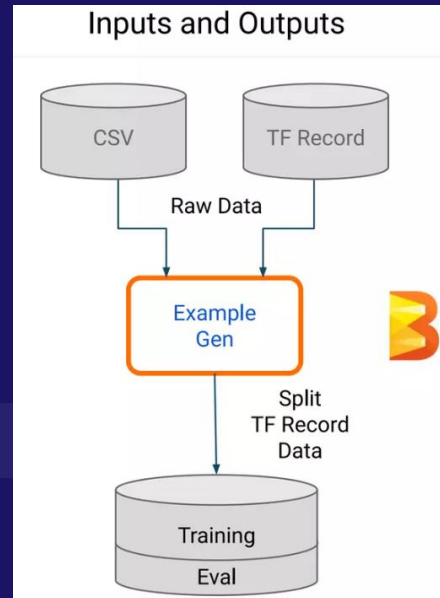 Inputs and Outputs
CSV
TF Record
Raw Data
Example
Gen
Split
TF Record
Data
Training
Eval